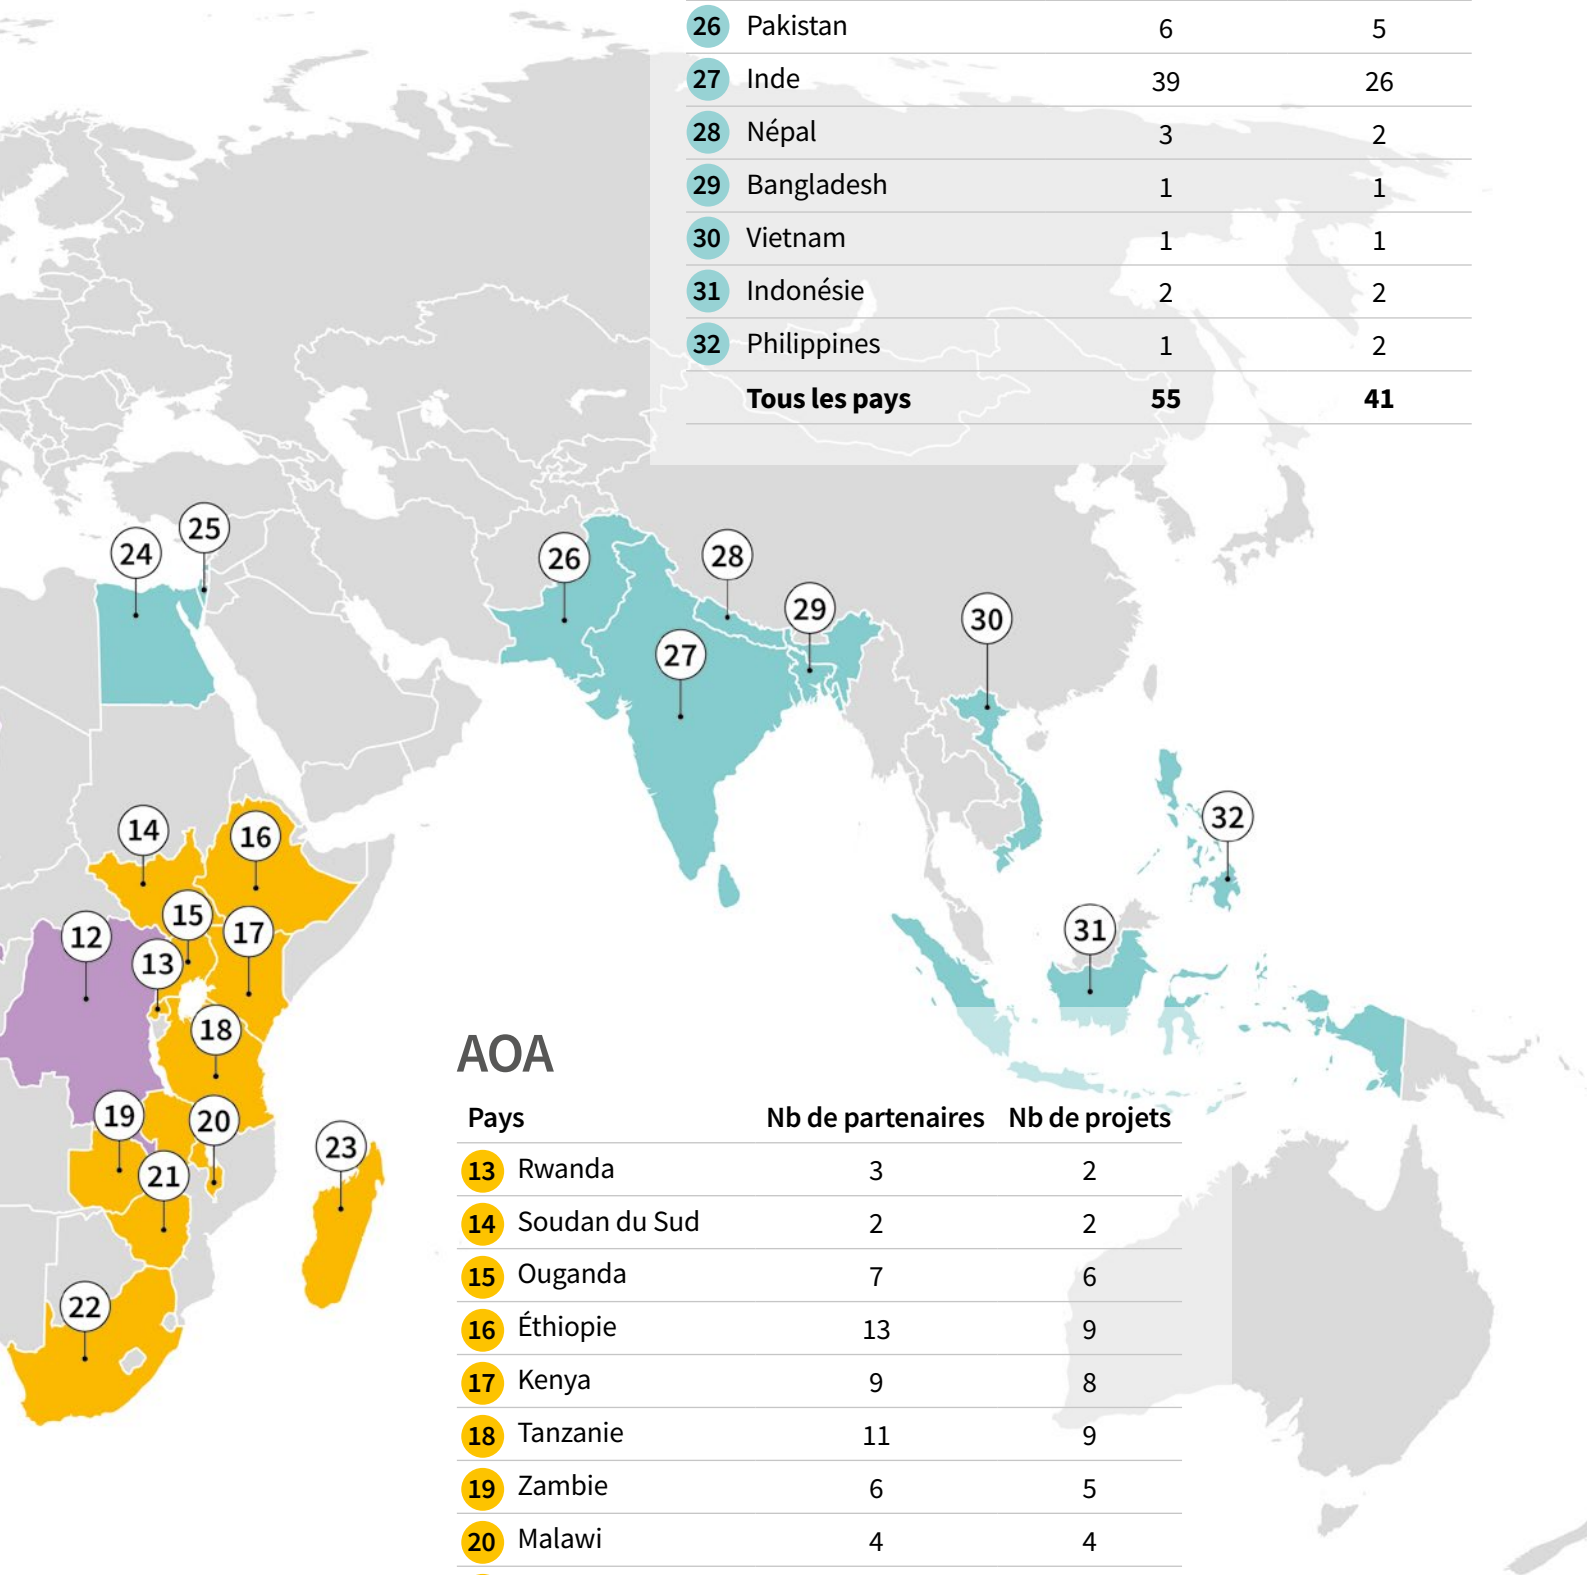 26 Pakistan 6 5
27 Inde 39 26
28 Népal 3 2
29 Bangladesh 1 1
30 Vietnam 1 1
31 Indonésie 2 2
32 Philippines 1 2
Tous les pays 55 41
25
24
26
28
29
30
27
32
14
16
15
17
31
12
13
18
19
20
23
21
22
AOA
Pays Nb de partenaires Nb de projets
13 Rwanda 3 2
14 Soudan du Sud 2 2
15 Ouganda 7 6
16 Éthiopie 13 9
17 Kenya 9 8
18 Tanzanie 11 9
19 Zambie 6 5
20 Malawi 4 4